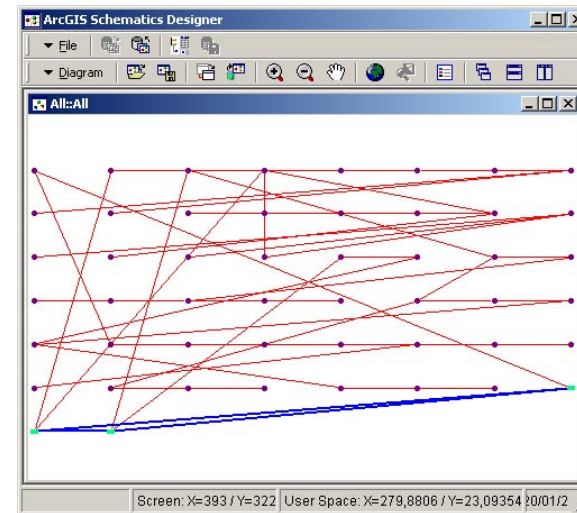 ArcGIS Schematics Designer
File
Diagram
All::All
Screen: X=393 / Y=322 User Space: X=279,8806 / Y=23,09354 20/01/2